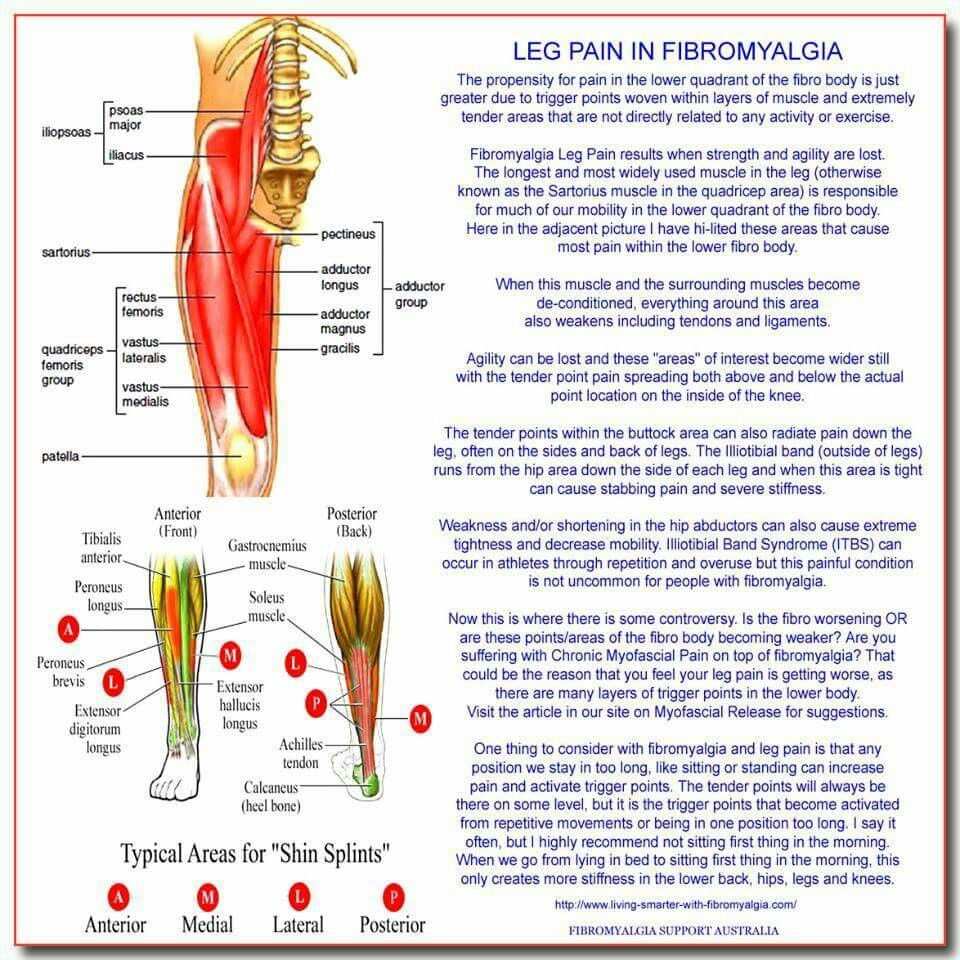 LEG PAIN IN FIBROMYALGIA
The propensity for pain in the lower quadrant of the fibro body is just
greater due to trigger points woven within layers of muscle and extremely
tender areas that are not directly related to any activity or exercise.
Fibromyalgia Leg Pain results when strength and agility are lost.
The longest and most widely used muscle in the leg (otherwise
known as the Sartorius muscle in the quadricep area) is responsible
for much of our mobility in the lower quadrant of the fibro body.
Here in the adjacent picture I have hi-lited these areas that cause
most pain within the lower fibro body.
When this muscle and the surrounding muscles become
de-conditioned, everything around this area
also weakens including tendons and ligaments.
Agility can be lost and these "areas" of interest become wider still
with the tender point pain spreading both above and below the actual
point location on the inside of the knee.
The tender points within the buttock area can also radiate pain down the
leg, often on the sides and back of legs. The Illiotibial band (outside of legs)
runs from the hip area down the side of each leg and when this area is tight
can cause stabbing pain and severe stiffness.
Weakness and/or shortening in the hip abductors can also cause extreme
tightness and decrease mobility. Illiotibial Band Syndrome (ITBS) can
occur in athletes through repetition and overuse but this painful condition
is not uncommon for people with fibromyalgia.
Now this is where there is some controversy. Is the fibro worsening OR
are these points/areas of the fibro body becoming weaker? Are you
suffering with Chronic Myofascial Pain on top of fibromyalgia? That
could be the reason that you feel your leg pain is getting worse, as
there are many layers of trigger points in the lower body.
Visit the article in our site on Myofascial Release for suggestions.
One thing to consider with fibromyalgia and leg pain is that any
position we stay in too long, like sitting or standing can increase
pain and activate trigger points. The tender points will always be
there on some level, but it is the trigger points that become activated
from repetitive movements or being in one position too long. I say it
often, but I highly recommend not sitting first thing in the morning.
When we go from lying in bed to sitting first thing in the morning, this
only creates more stiffness in the lower back, hips, legs and knees.
http://www.living-smarter-with-fibromyalgia.com/
FIBROMYALGIA SUPPORT AUSTRALIA
iliopsoas
psoas
major
iliacus
sartorius
pectineus
adductor
longus
adductor
group
adductor
magnus
gracilis
quadriceps
femoris
group
rectus
femoris
vastus
lateralis
vastus
medialis
patella
Anterior
(Front)
Posterior
(Back)
Tibialis
anterior
Gastrocnemius
muscle
Peroneus
longus
Soleus
muscle
A
M
L
Peroneus
brevis
L
P
M
Extensor
hallucis
longus
Extensor
digitorum
longus
Achilles
tendon
Calcaneus
(heel bone)
Typical Areas for "Shin Splints"
A
M
L
P
Anterior
Medial
Lateral
Posterior